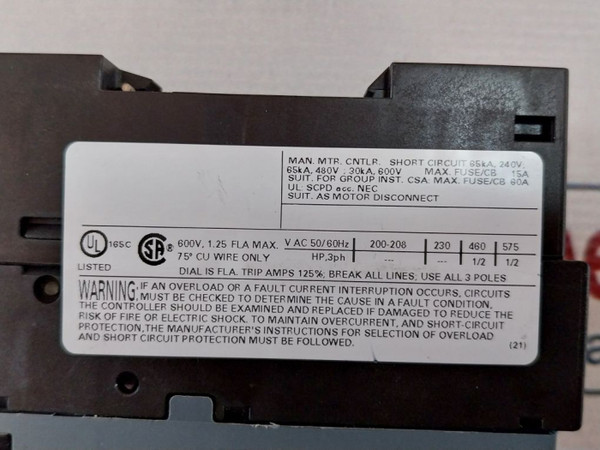 MAN. MTR. CNTLR. SHORT CIRCUIT 65kA, 240V,
65kA, 480V ; 30kA, 600V MAX. FUSE/CB 15A
SUIT. FOR GROUP INST. CSA: MAX. FUSE/CB 60A
UL SCPD acc. NEC
SUIT. AS MOTOR DISCONNECT
UL 165C LISTED
SA ® 600V, 1.25 FLA MAX.
75° CU WIRE ONLY
V AC 50/60Hz 200-208 230 460 575
HP,3ph --- --- 1/2 1/2
DIAL IS FLA. TRIP AMPS 125%; BREAK ALL LINES; USE ALL 3 POLES
WARNING: IF AN OVERLOAD OR A FAULT CURRENT INTERRUPTION OCCURS, CIRCUITS
MUST BE CHECKED TO DETERMINE THE CAUSE IN A FAULT CONDITION,
THE CONTROLLER SHOULD BE EXAMINED AND REPLACED IF DAMAGED TO REDUCE THE
RISK OF FIRE OR ELECTRIC SHOCK. TO MAINTAIN OVERCURRENT, AND SHORT-CIRCUIT
PROTECTION,THE MANUFACTURER'S INSTRUCTIONS FOR SELECTION OF OVERLOAD
AND SHORT CIRCUIT PROTECTION MUST BE FOLLOWED.
(21)